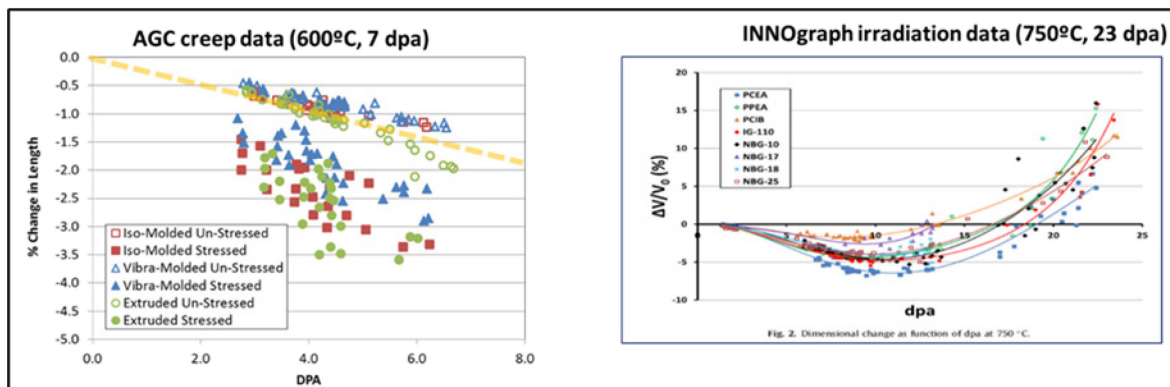 AGC creep data (600ºC, 7 dpa)
0.0
-0.5
-1.0
-1.5
-2.0
-2.5
-3.0
-3.5
-4.0
-4.5
-5.0
% Change in Length
Iso-Molded Un-Stressed
Iso-Molded Stressed
Vibra-Molded Un-Stressed
Vibra-Molded Stressed
Extruded Un-Stressed
Extruded Stressed
0.0 2.0 4.0 6.0 8.0
DPA
INNOgraph irradiation data (750ºC, 23 dpa)
20
15
10
5
0
-5
-10
ΔV/V₀ (%)
PCEA
PPEA
PCIB
IG-110
NBG-10
NBG-17
NBG-18
NBG-25
5 10 15 20 25
dpa
Fig. 2. Dimensional change as function of dpa at 750 °C.